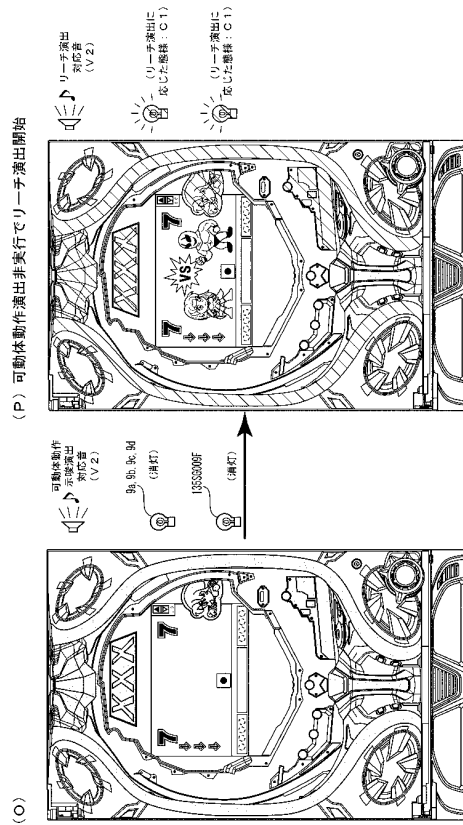 (O)
可動体動作
示唆演出
対応音
(V2)
9a, 9b, 9c, 9d
(消灯)
135SG009F
(消灯)
XXX
7
7
(P) 可動体動作演出非実行でリーチ演出開始
リーチ演出
対応音
(V2)
(リーチ演出に
応じた態様:C1)
(リーチ演出に
応じた態様:C1)
XXX
7
7
VS